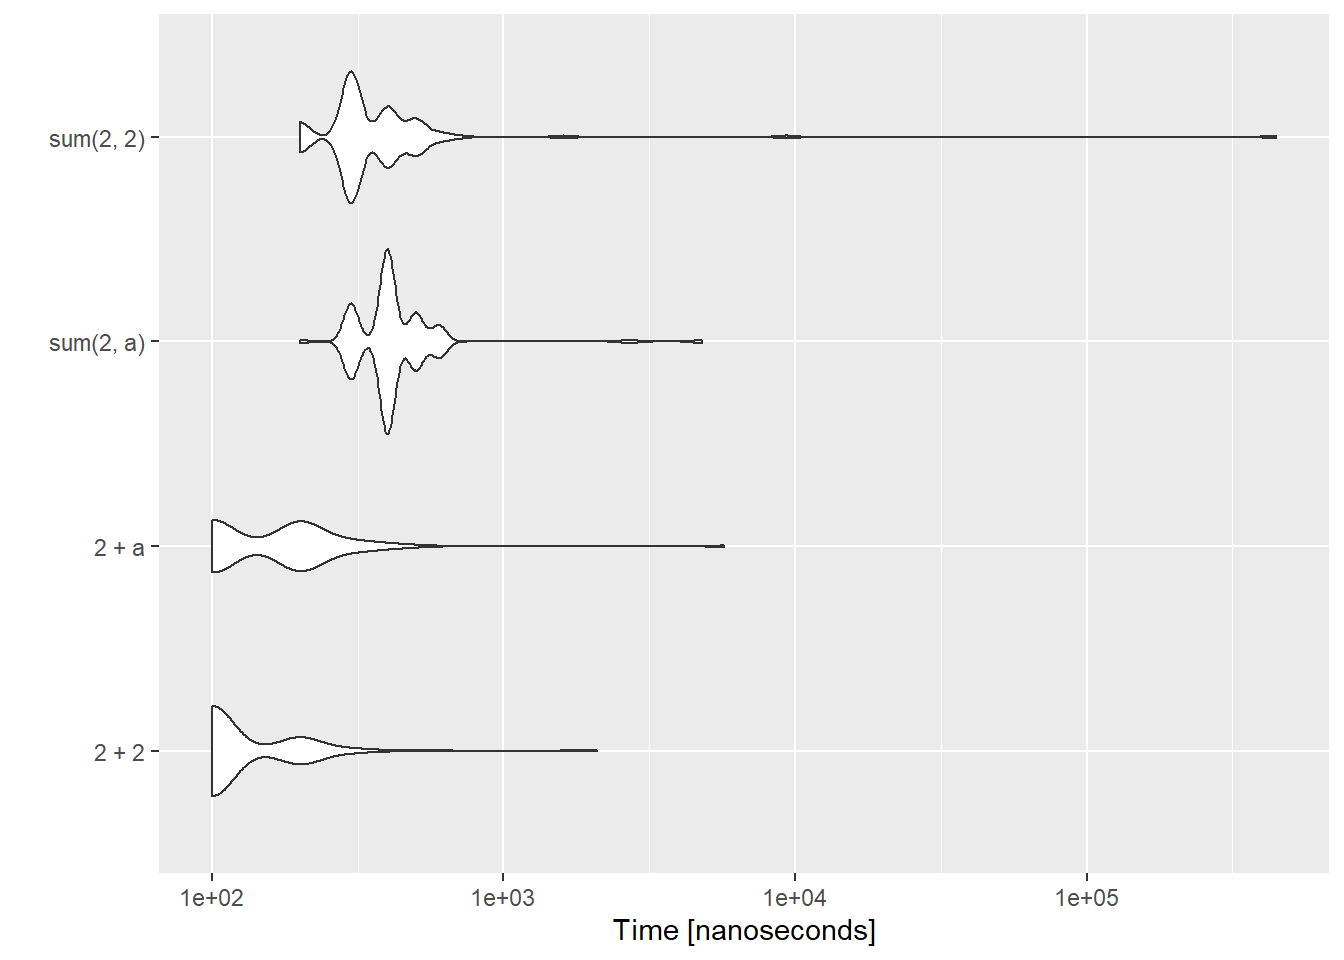 sum(2, 2)
sum(2, a)
2 + a
2 + 2
1e+02 1e+03 1e+04 1e+05
Time [nanoseconds]